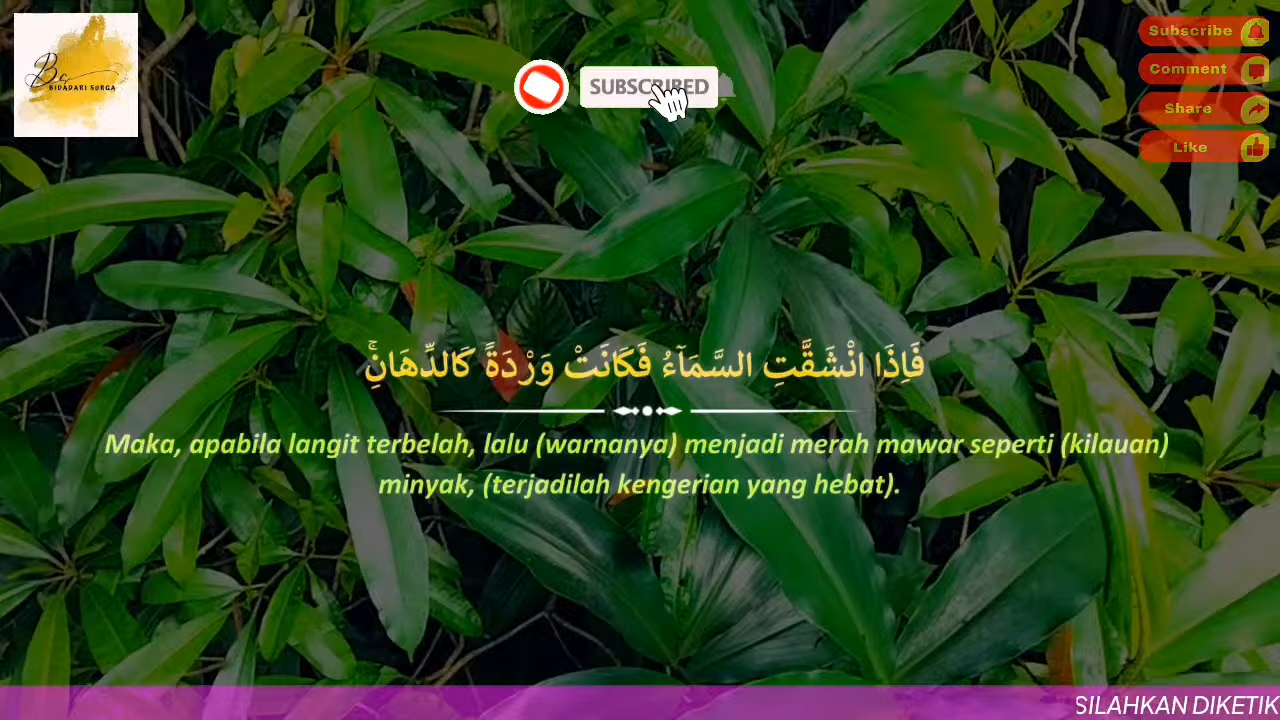 Bs
BIDADARI SURGA
SUBSCRIBED
Subscribe
Comment
Share
Like
فَاِذَا انْشَقَّتِ السَّمَاۤءُ فَكَانَتْ وَرْدَةً كَالدِّهَانِۚ
Maka, apabila langit terbelah, lalu (warnanya) menjadi merah mawar seperti (kilauan)
minyak, (terjadilah kengerian yang hebat).
SILAHKAN DIKETIK